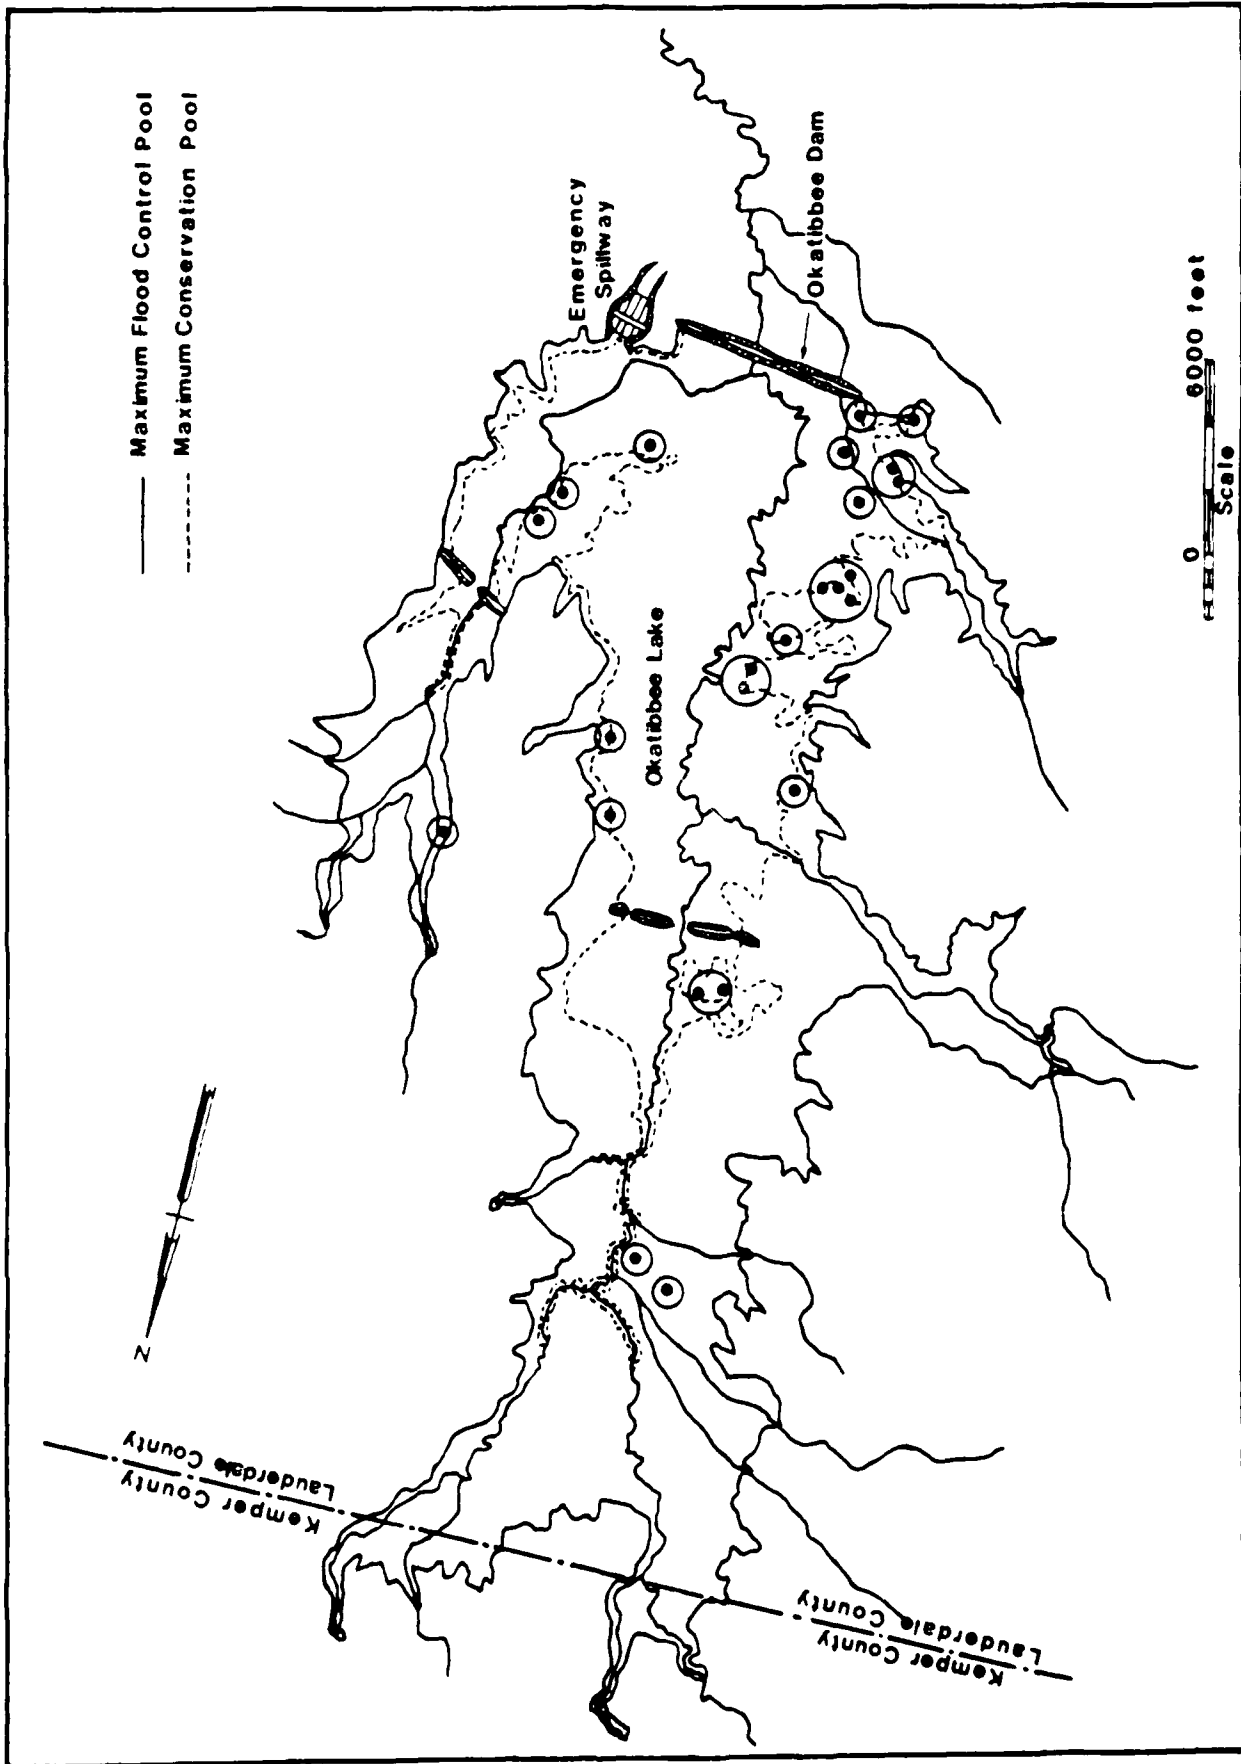 Maximum Flood Control Pool
Maximum Conservation Pool
Emergency
Spillway
Okatibbee Dam
Okatibbee Lake
0 6000 feet
Scale
N
Lauderdale County
Kemper County
Lauderdale County
Kemper County